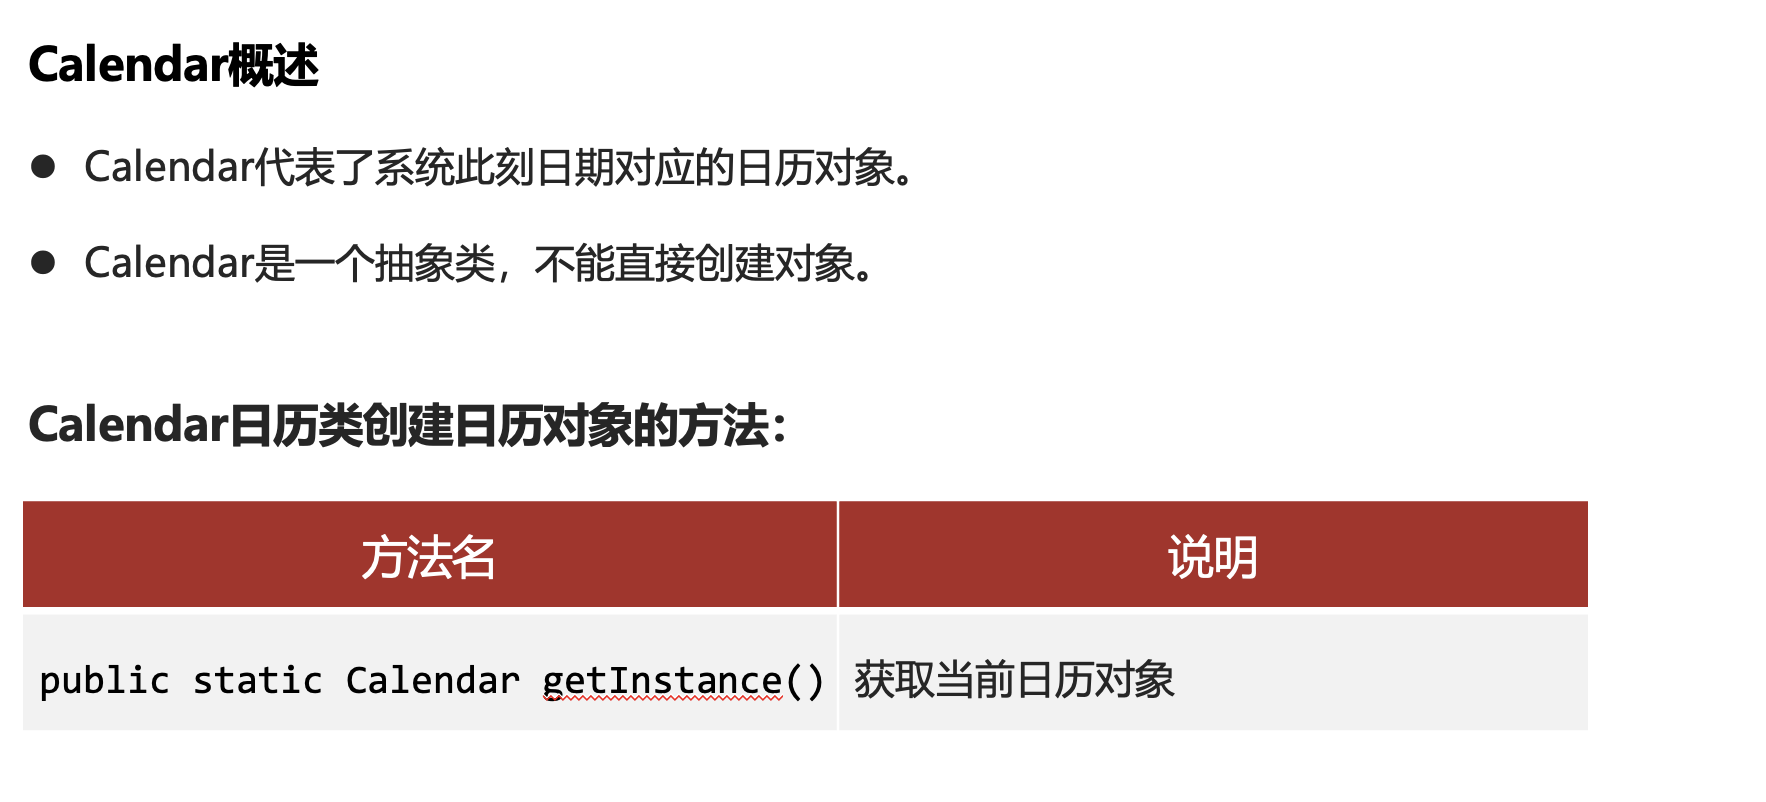 Calendar概述
● Calendar代表了系统此刻日期对应的日历对象。
● Calendar是一个抽象类，不能直接创建对象。
Calendar日历类创建日历对象的方法：
方法名 说明
public static Calendar getInstance() 获取当前日历对象